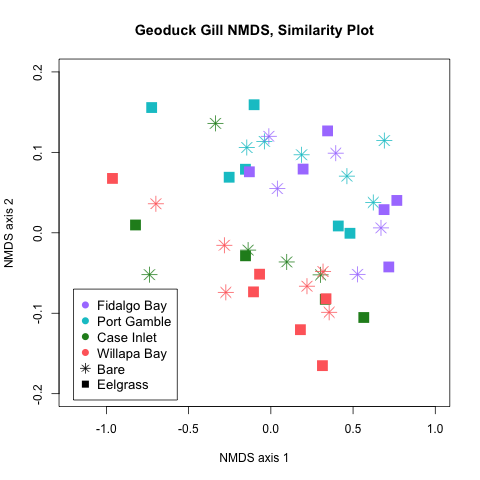 Geoduck Gill NMDS, Similarity Plot
NMDS axis 2
0.2
0.1
0.0
-0.1
-0.2
Fidalgo Bay
Port Gamble
Case Inlet
Willapa Bay
Bare
Eelgrass
-1.0 -0.5 0.0 0.5 1.0
NMDS axis 1